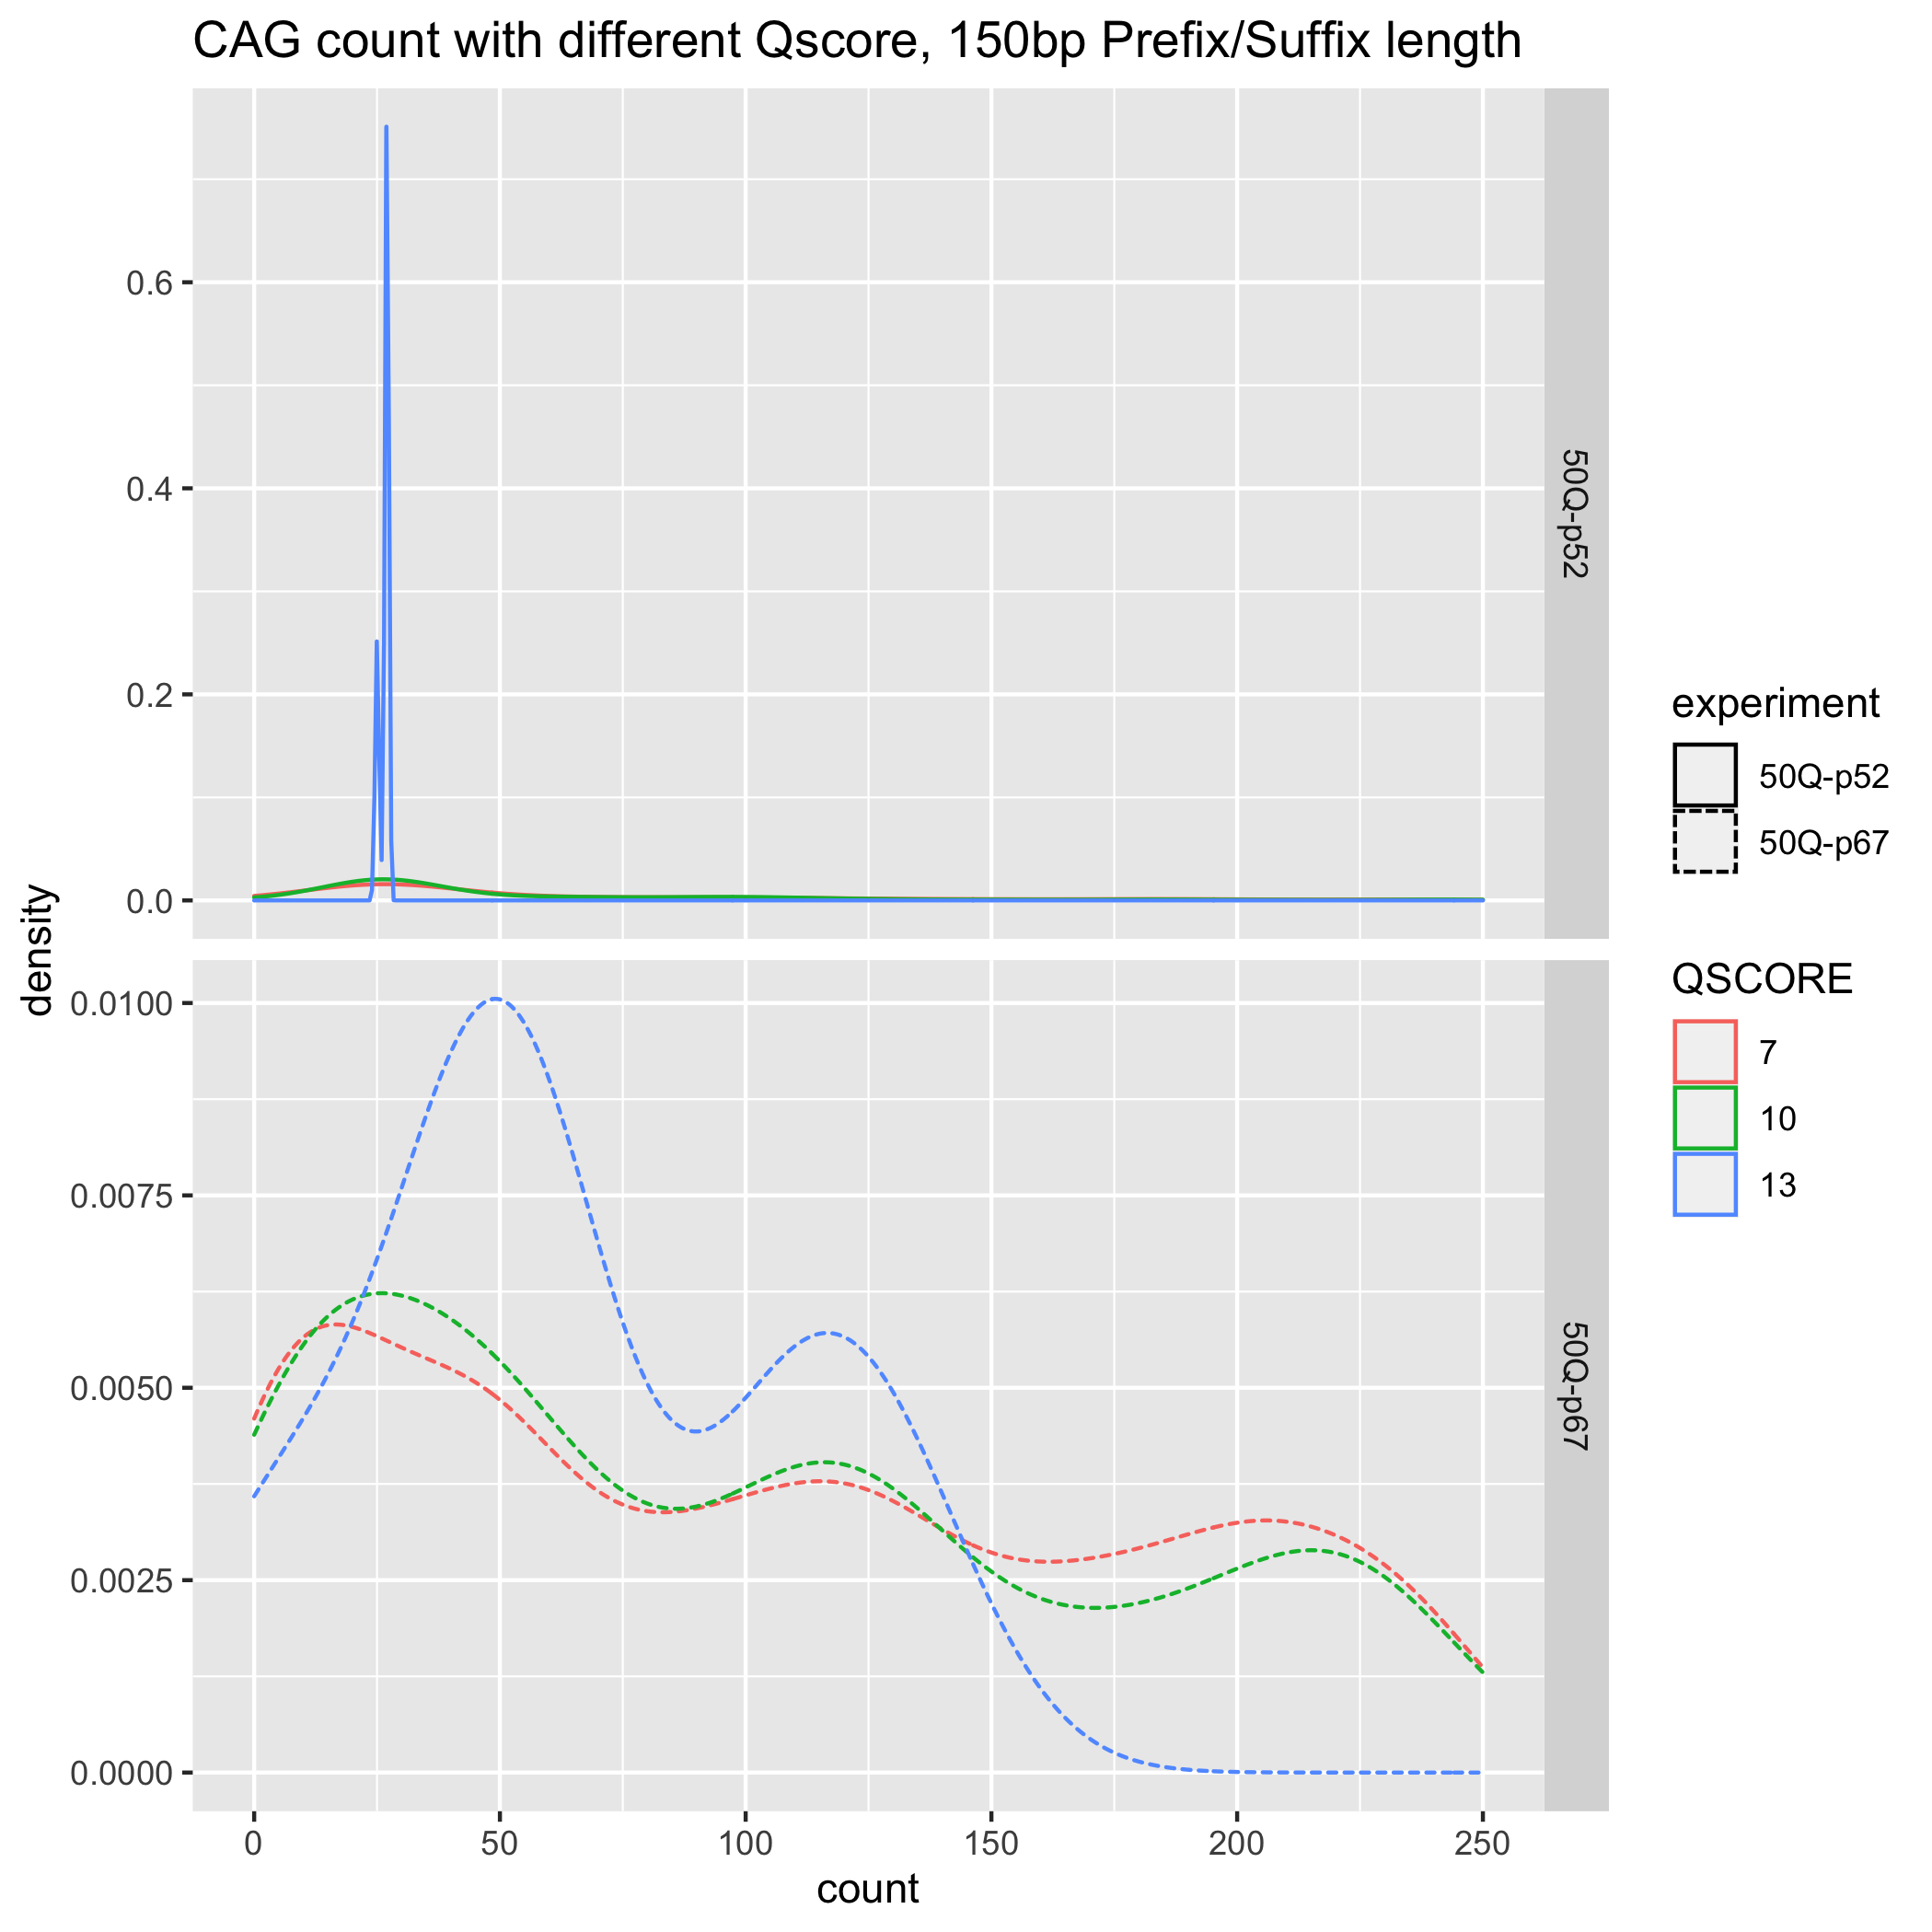 CAG count with different Qscore, 150bp Prefix/Suffix length
density
0.6
0.4
0.2
0.0
50Q-p52
0.0100
0.0075
0.0050
0.0025
0.0000
50Q-p67
0 50 100 150 200 250
count
experiment
50Q-p52
50Q-p67
QSCORE
7
10
13